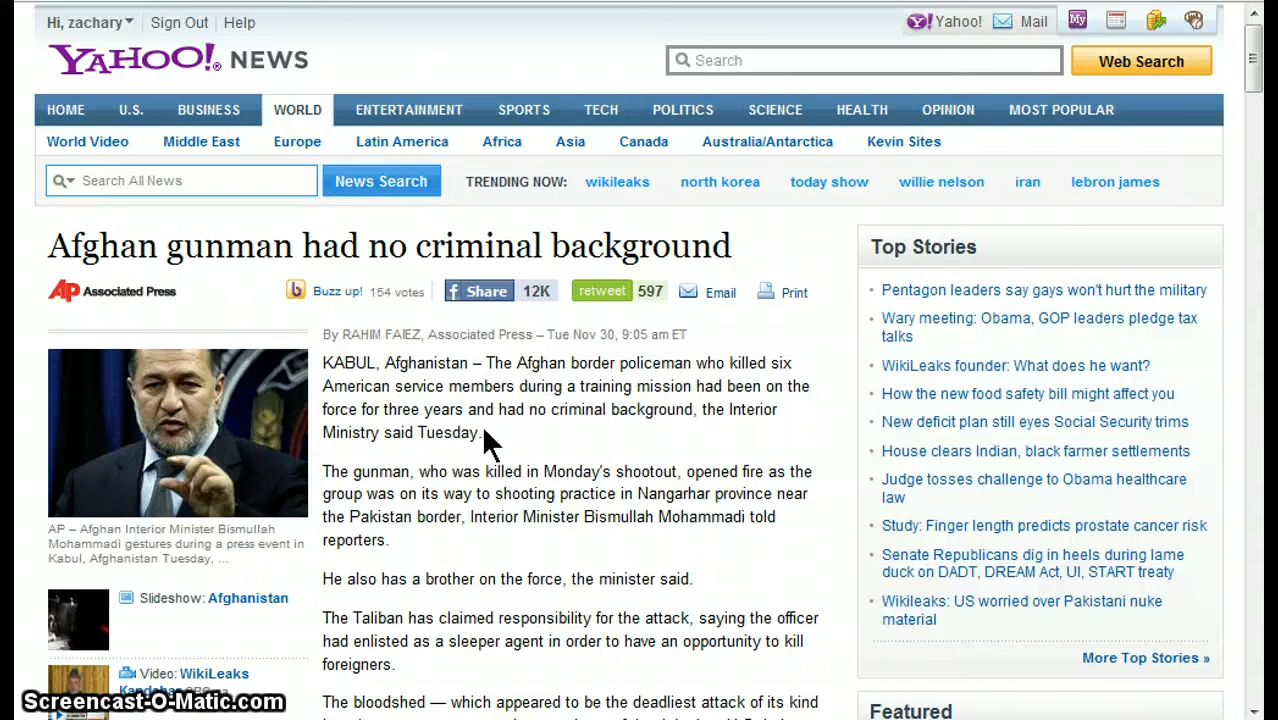 Hi, zachary Sign Out Help Yahoo! Mail My
YAHOO! NEWS Search Web Search
HOME U.S. BUSINESS WORLD ENTERTAINMENT SPORTS TECH POLITICS SCIENCE HEALTH OPINION MOST POPULAR
World Video Middle East Europe Latin America Africa Asia Canada Australia/Antarctica Kevin Sites
Search All News News Search TRENDING NOW: wikileaks north korea today show willie nelson iran lebron james
Afghan gunman had no criminal background
AP Associated Press Buzz up! 154 votes Share 12K retweet 597 Email Print
By RAHIM FAIEZ, Associated Press – Tue Nov 30, 9:05 am ET
KABUL, Afghanistan – The Afghan border policeman who killed six
American service members during a training mission had been on the
force for three years and had no criminal background, the Interior
Ministry said Tuesday.
The gunman, who was killed in Monday's shootout, opened fire as the
group was on its way to shooting practice in Nangarhar province near
the Pakistan border, Interior Minister Bismullah Mohammadi told
reporters.
He also has a brother on the force, the minister said.
The Taliban has claimed responsibility for the attack, saying the officer
had enlisted as a sleeper agent in order to have an opportunity to kill
foreigners.
The bloodshed — which appeared to be the deadliest attack of its kind
AP – Afghan Interior Minister Bismullah
Mohammadi gestures during a press event in
Kabul, Afghanistan Tuesday, ...
Slideshow: Afghanistan
Video: WikiLeaks
Screencast-O-Matic.com
Top Stories
Pentagon leaders say gays won't hurt the military
Wary meeting: Obama, GOP leaders pledge tax
talks
WikiLeaks founder: What does he want?
How the new food safety bill might affect you
New deficit plan still eyes Social Security trims
House clears Indian, black farmer settlements
Judge tosses challenge to Obama healthcare
law
Study: Finger length predicts prostate cancer risk
Senate Republicans dig in heels during lame
duck on DADT, DREAM Act, UI, START treaty
Wikileaks: US worried over Pakistani nuke
material
More Top Stories »
Featured